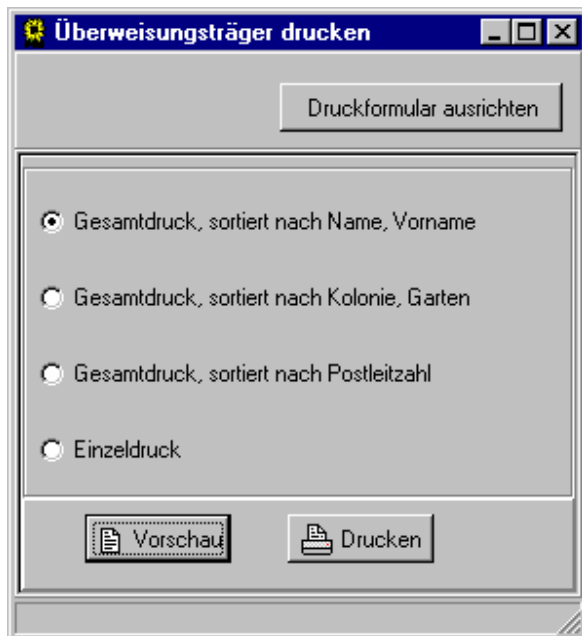 Überweisungsträger drucken
Druckformular ausrichten
Gesamtdruck, sortiert nach Name, Vorname
Gesamtdruck, sortiert nach Kolonie, Garten
Gesamtdruck, sortiert nach Postleitzahl
Einzeldruck
Vorschau Drucken